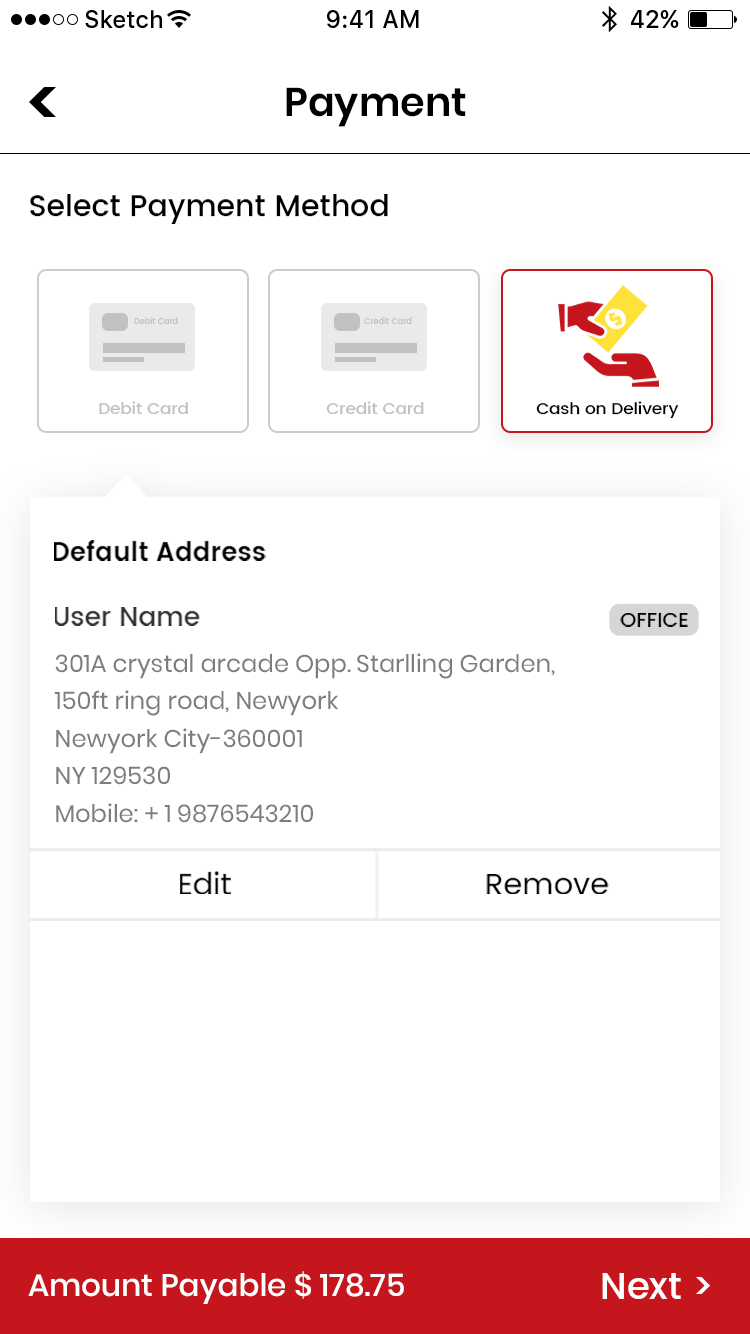 Sketch 9:41 AM 42%
Payment
Select Payment Method
Debit Card Credit Card
Debit Card Credit Card Cash on Delivery
Default Address
User Name OFFICE
301A crystal arcade Opp. Starlling Garden,
150ft ring road, Newyork
Newyork City-360001
NY 129530
Mobile: + 1 9876543210
Edit Remove
Amount Payable $ 178.75 Next >